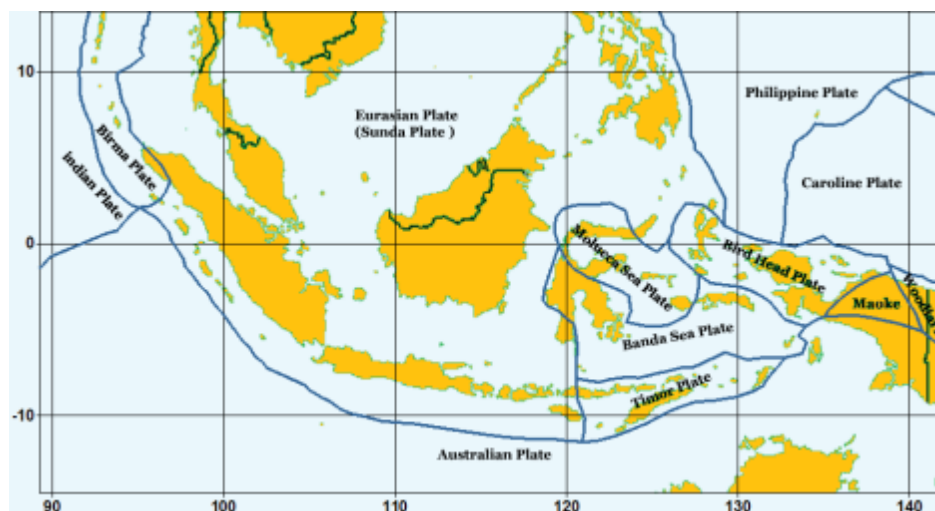 10
Philippine Plate
Eurasian Plate
(Sunda Plate )
Birma Plate
indian Plate
Caroline Plate
0
Molucca Sea Plate
Bird Head Plate
Maoke
Banda Sea Plate
Timor Plate
-10
Australian Plate
90
100
110
120
130
140